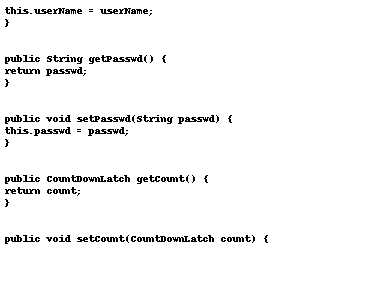 this.userName = userName;
}
public String getPasswd() {
return passwd;
}
public void setPasswd(String passwd) {
this.passwd = passwd;
}
public CountDownLatch getCount() {
return count;
}
public void setCount(CountDownLatch count) {